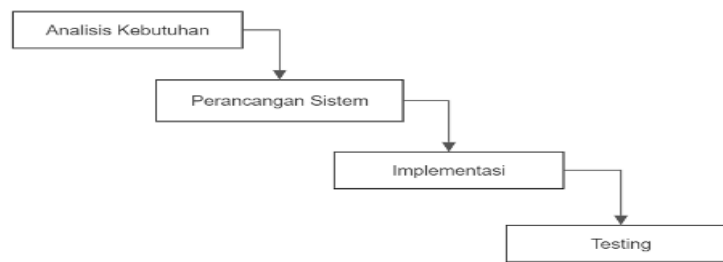 Analisis Kebutuhan
Perancangan Sistem
Implementasi
Testing